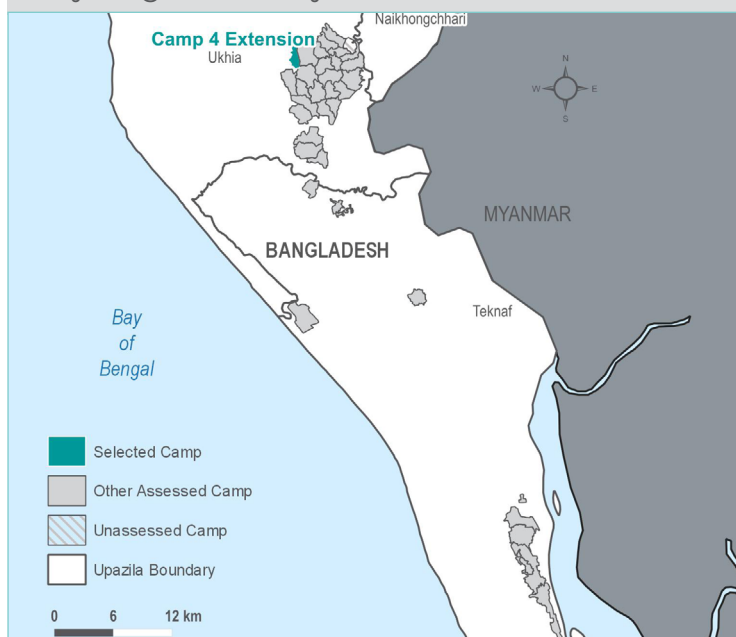 Naikhongchhari
Camp 4 Extension
Ukhia
N
W E
S
MYANMAR
BANGLADESH
Teknaf
Bay
of
Bengal
Selected Camp
Other Assessed Camp
Unassessed Camp
Upazila Boundary
0 6 12 km